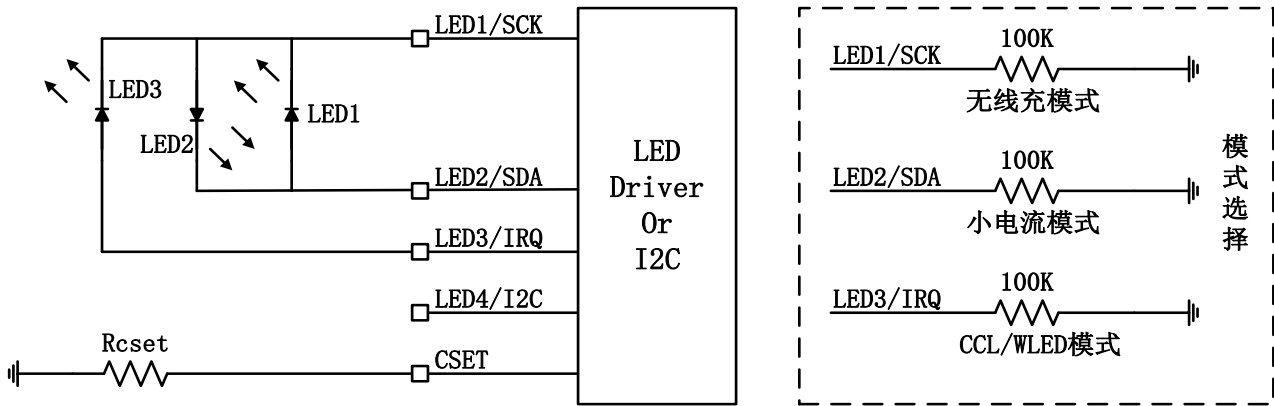 LED1/SCK
LED3
LED1
LED2
LED2/SDA
LED3/IRQ
LED4/I2C
Rcset
CSET
LED
Driver
Or
I2C
LED1/SCK
100K
无线充模式
LED2/SDA
100K
小电流模式
LED3/IRQ
100K
CCL/WLED模式
模式选择